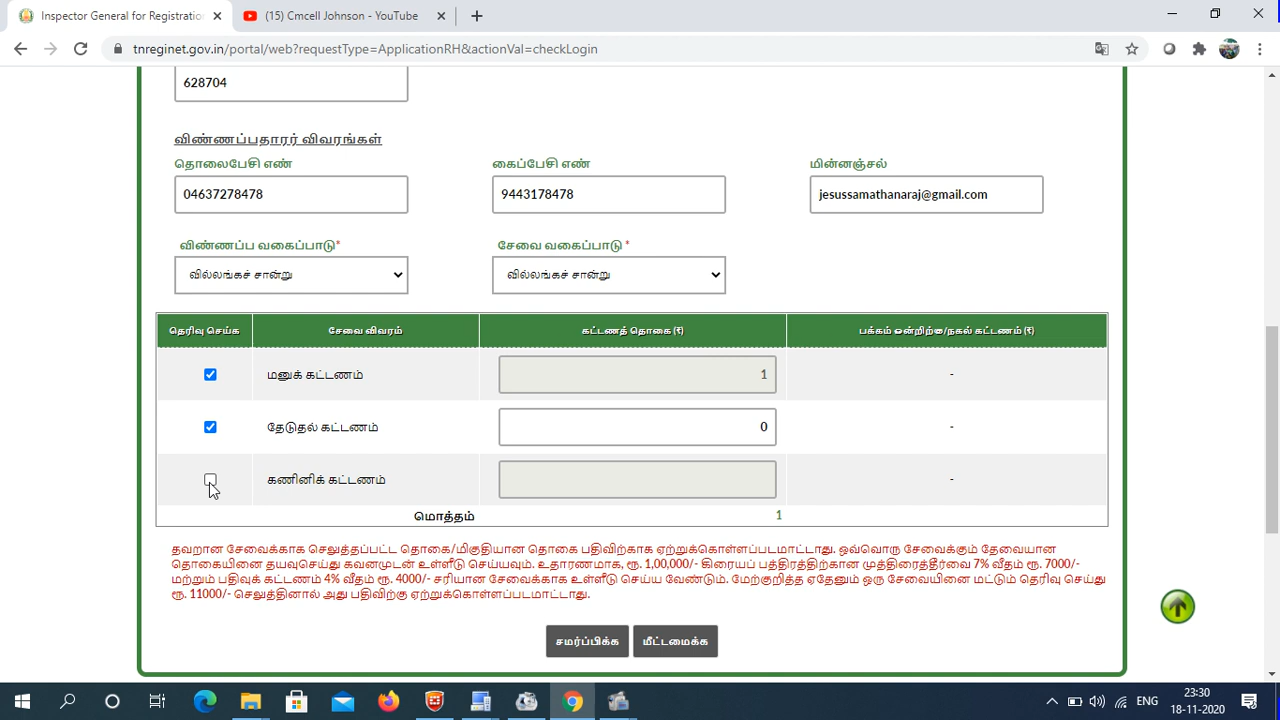 Inspector General for Registration
(15) Cmcell Johnson - YouTube
tnreginet.gov.in/portal/web?requestType=ApplicationRH&actionVal=checkLogin
628704
விண்ணப்பதாரர் விவரங்கள்
தொலைபேசி எண் கைப்பேசி எண் மின்னஞ்சல்
04637278478 9443178478 jesussamathanaraj@gmail.com
விண்ணப்ப வகைப்பாடு* சேவை வகைப்பாடு *
வில்லங்கச் சான்று வில்லங்கச் சான்று
தெரிவு செய்க சேவை விவரம் கட்டணத் தொகை (₹) பக்கம் ஒன்றிற்கு/நகல் கட்டணம் (₹)
மனுக் கட்டணம் 1 -
தேடுதல் கட்டணம் 0 -
கணினிக் கட்டணம் -
மொத்தம் 1
தவறான சேவைக்காக செலுத்தப்பட்ட தொகை/மிகுதியான தொகை பதிவிற்காக ஏற்றுக்கொள்ளப்படமாட்டாது. ஒவ்வொரு சேவைக்கும் தேவையான
தொகையினை தயவுசெய்து கவனமுடன் உள்ளீடு செய்யவும். உதாரணமாக, ரூ. 1,00,000/- கிரையப் பத்திரத்திற்கான முத்திரைத்தீர்வை 7% வீதம் ரூ. 7000/-
மற்றும் பதிவுக் கட்டணம் 4% வீதம் ரூ. 4000/- சரியான சேவைக்காக உள்ளீடு செய்ய வேண்டும். மேற்குறித்த ஏதேனும் ஒரு சேவையினை மட்டும் தெரிவு செய்து
ரூ. 11000/- செலுத்தினால் அது பதிவிற்கு ஏற்றுக்கொள்ளப்படமாட்டாது.
சமர்ப்பிக்க மீட்டமைக்க
ENG
23:30
18-11-2020